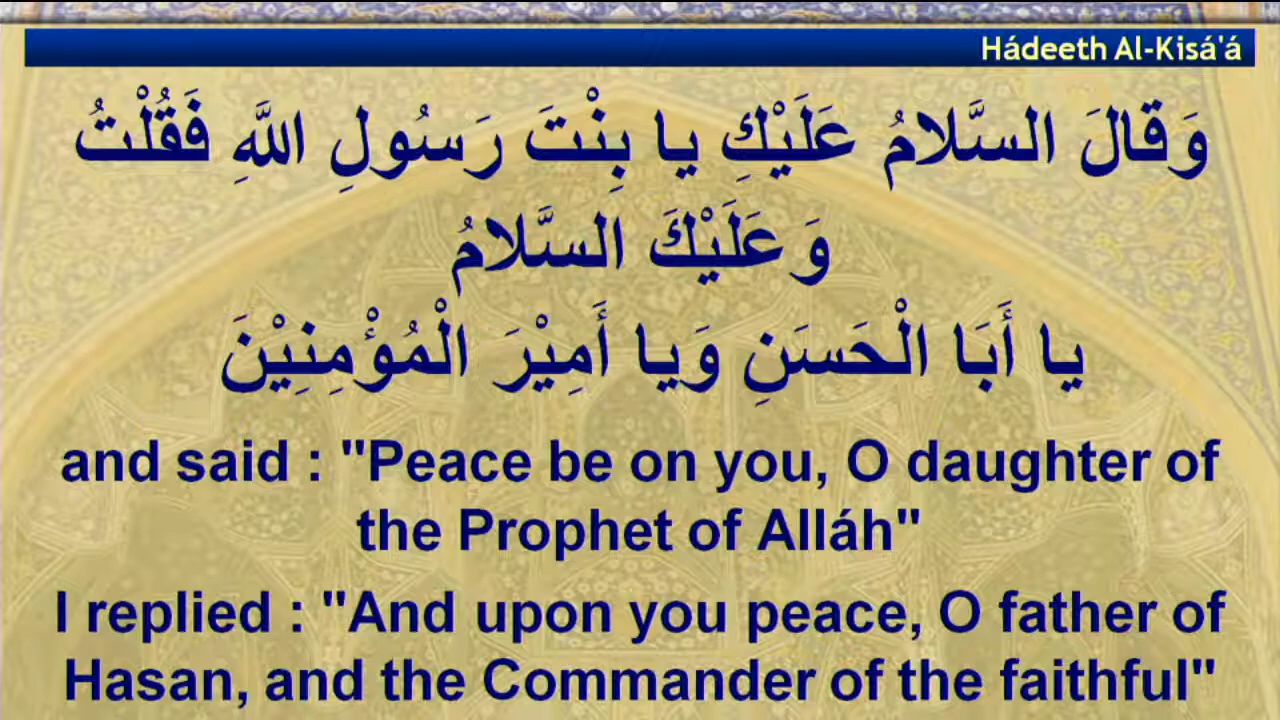 Hádeeth Al-Kisá'á
وَقالَ السَّلامُ عَلَيْكِ يا بِنْتَ رَسُولِ اللَّهِ فَقُلْتُ
وَ عَلَيْكَ السَّلامُ
يا أَبَا الْحَسَنِ وَيا أَمِيْرَ الْمُؤْمِنِيْنَ
and said : "Peace be on you, O daughter of
the Prophet of Alláh"
I replied : "And upon you peace, O father of
Hasan, and the Commander of the faithful"